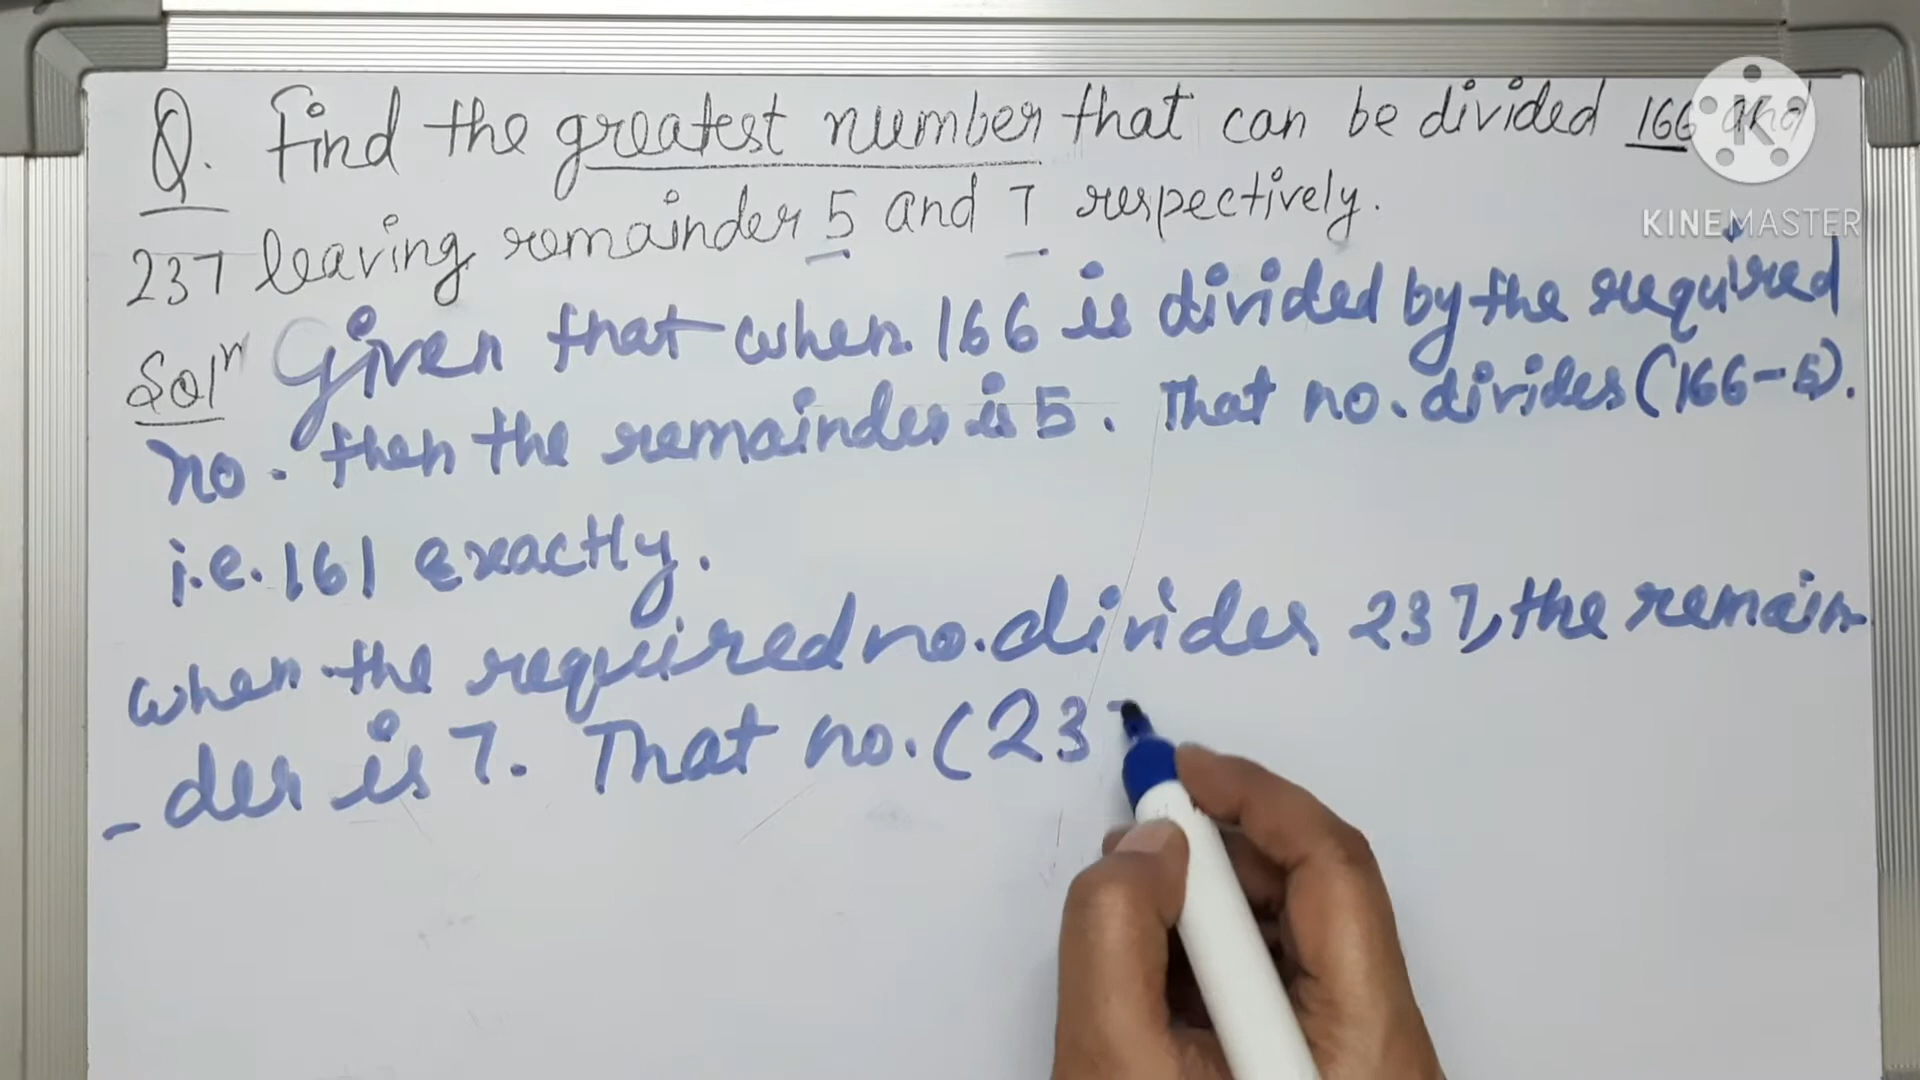 Q. Find the greatest number that can be divided 166 and
237 leaving remainder 5 and 7 respectively.
Solⁿ Given that when 166 is divided by the required
no. then the remainder is 5. That no. divides (166-5).
i.e. 161 exactly.
when the required no. divides 237, the remain-
-der is 7. That no. (237
K
KINEMASTER